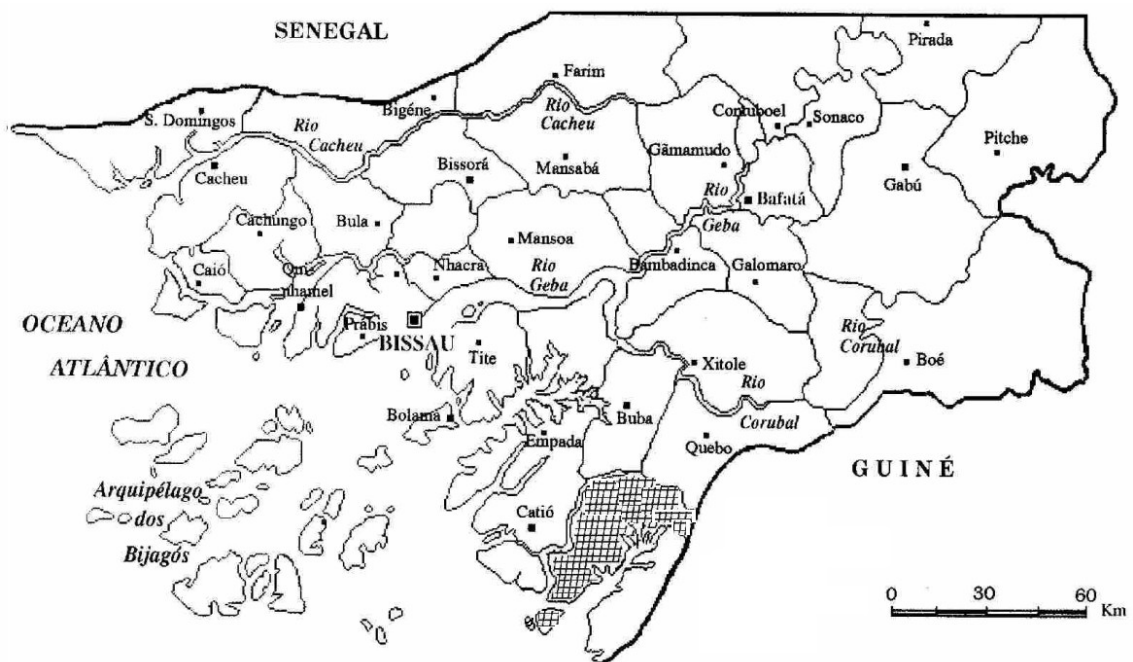 SENEGAL
Pirada
Farim
Bigéne
Rio
Cacheu
Contuboel
Sonaco
S. Domingos
Rio
Cacheu
Pitche
Cacheu
Bissorá
Mansabá
Gãmamudo
Gabú
Rio
Geba
Bafatá
Cachungo
Bula
Mansoa
Caió
Quinhamel
Nhacra
Rio
Geba
Bambadinca
Galomaro
OCEANO
ATLÂNTICO
Prábis
BISSAU
Tite
Xitole
Rio
Corubal
Rio
Corubal
Boé
Bolama
Empada
Buba
Quebo
GUINÉ
Arquipélago
dos
Bijagós
Catió
0 30 60
Km